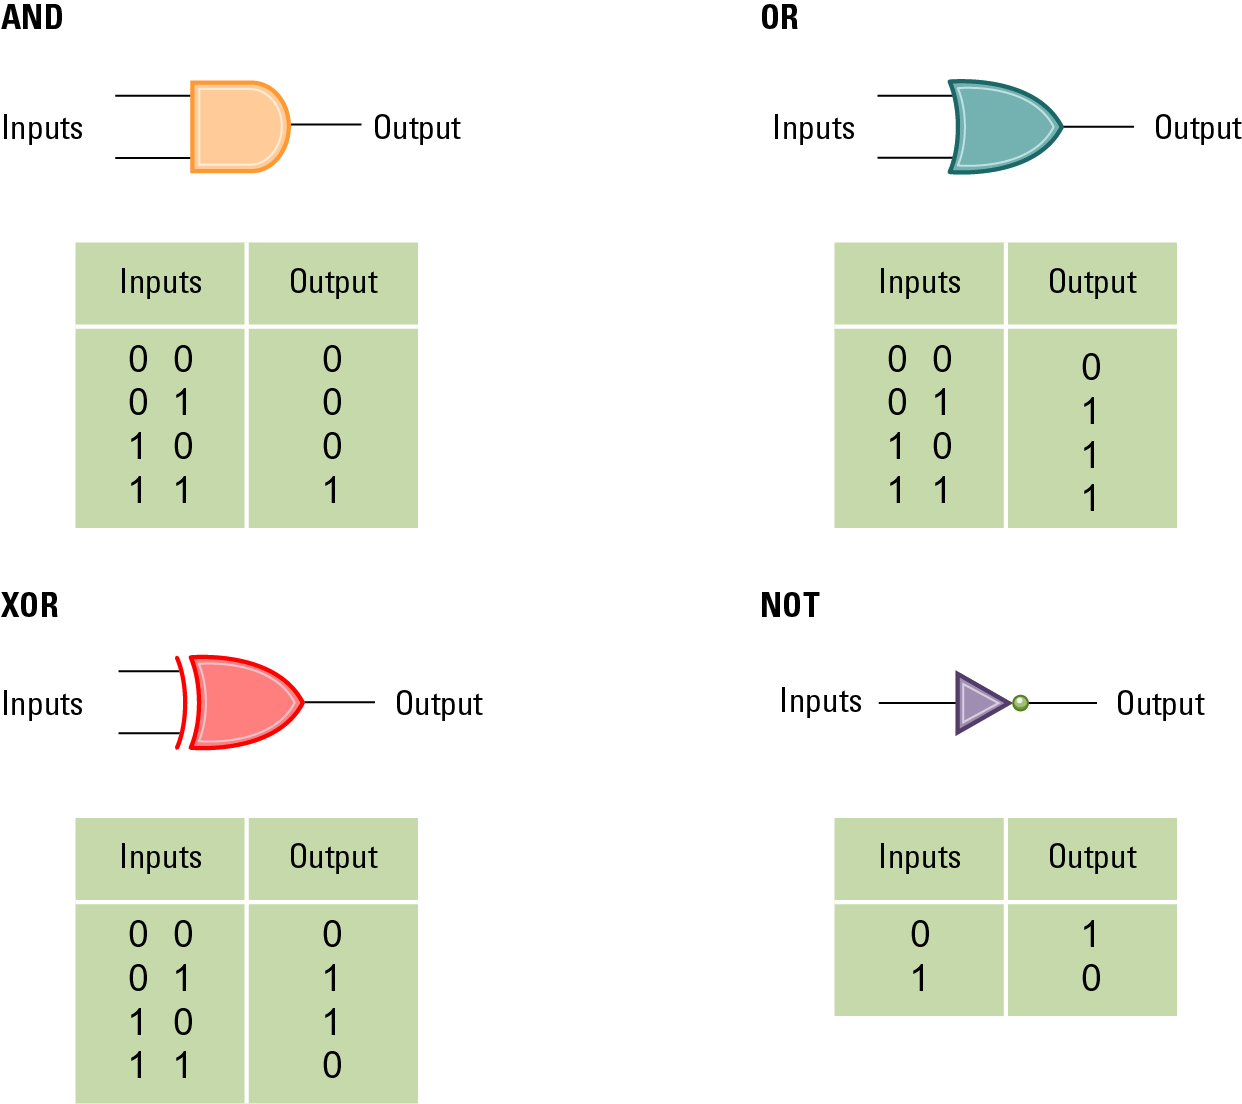 AND
Inputs
Output
Inputs Output
0 0 0
0 1 0
1 0 0
1 1 1
OR
Inputs
Output
Inputs Output
0 0 0
0 1 1
1 0 1
1 1 1
XOR
Inputs
Output
Inputs Output
0 0 0
0 1 1
1 0 1
1 1 0
NOT
Inputs
Output
Inputs Output
0 1
1 0